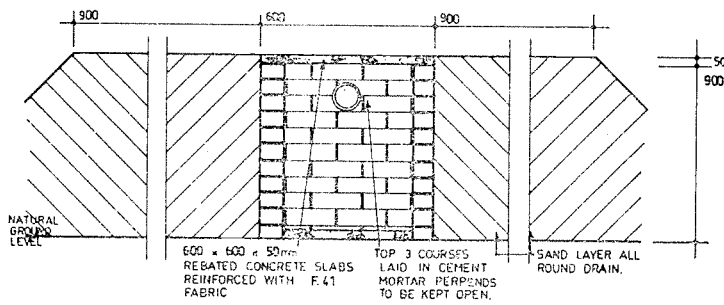 900
600
900
50
900
NATURAL
GROUND
LEVEL
600 x 600 x 50mm
REBATED CONCRETE SLABS
REINFORCED WITH F.41
FABRIC
TOP 3 COURSES
LAID IN CEMENT
MORTAR PERPENDS
TO BE KEPT OPEN.
SAND LAYER ALL
ROUND DRAIN.